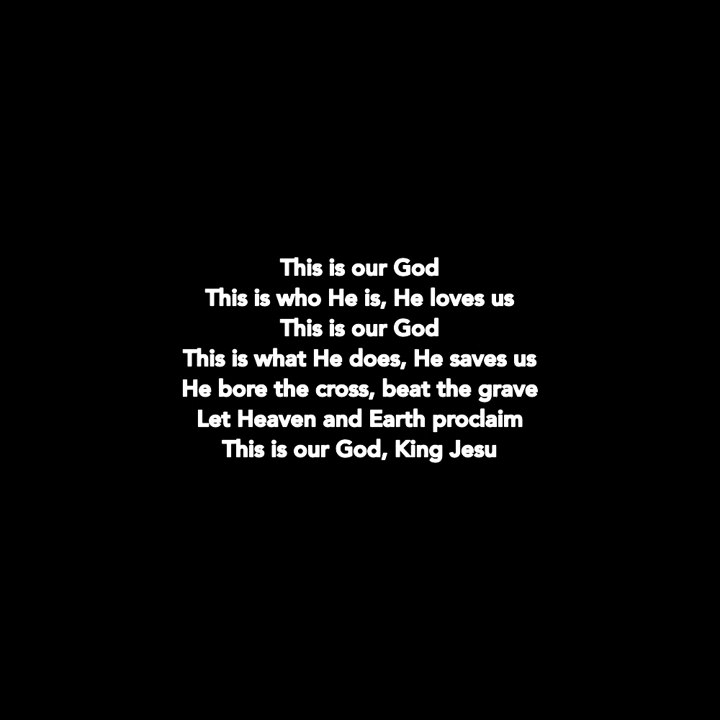 This is our God
This is who He is, He loves us
This is our God
This is what He does, He saves us
He bore the cross, beat the grave
Let Heaven and Earth proclaim
This is our God, King Jesu